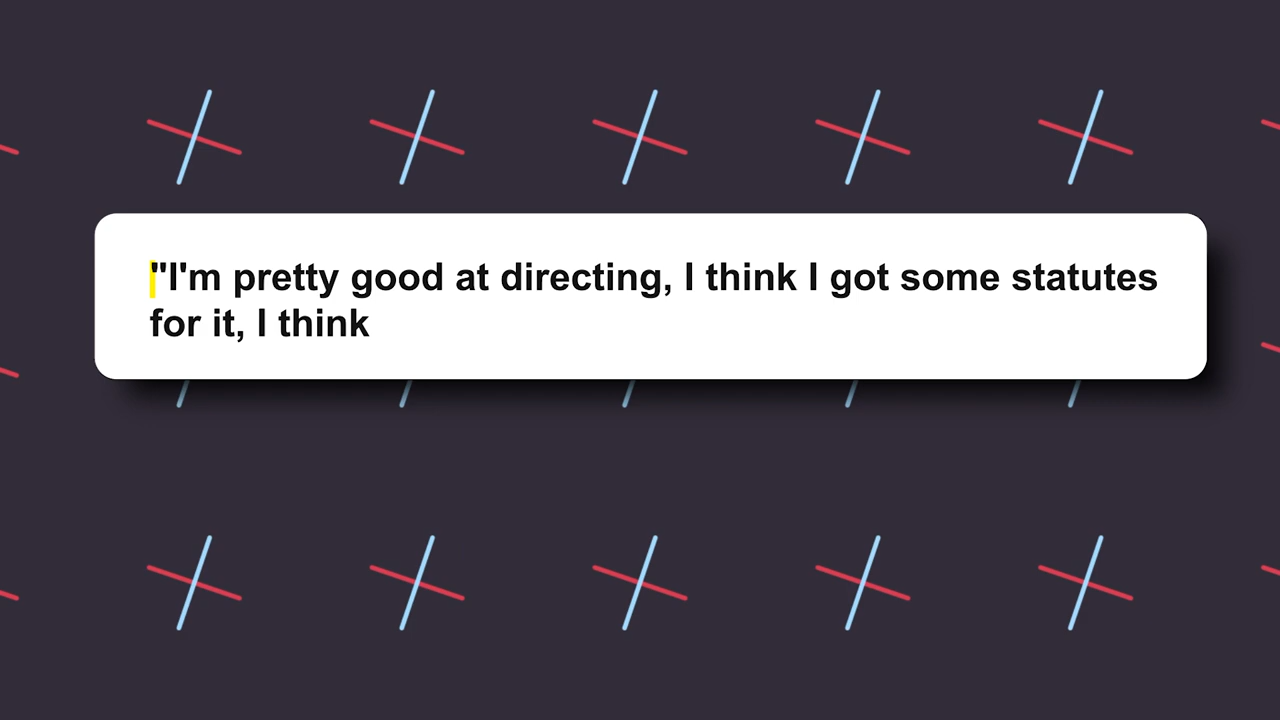 "I'm pretty good at directing, I think I got some statutes
for it, I think